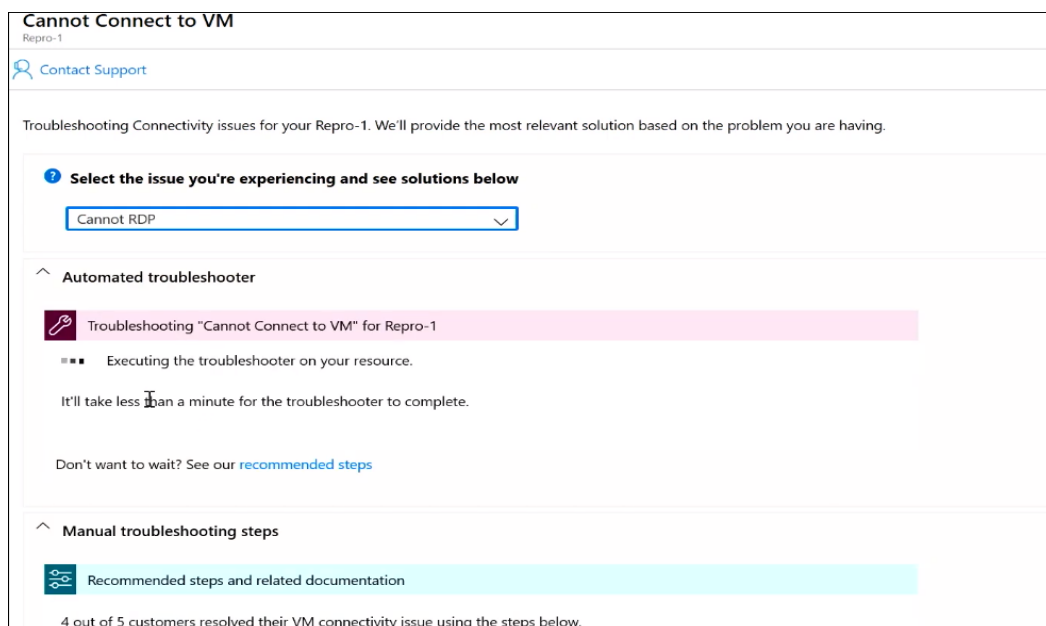 Cannot Connect to VM
Repro-1
Contact Support
Troubleshooting Connectivity issues for your Repro-1. We'll provide the most relevant solution based on the problem you are having.
Select the issue you're experiencing and see solutions below
Cannot RDP
Automated troubleshooter
Troubleshooting "Cannot Connect to VM" for Repro-1
Executing the troubleshooter on your resource.
It'll take less than a minute for the troubleshooter to complete.
Don't want to wait? See our recommended steps
Manual troubleshooting steps
Recommended steps and related documentation
4 out of 5 customers resolved their VM connectivity issue using the steps below.